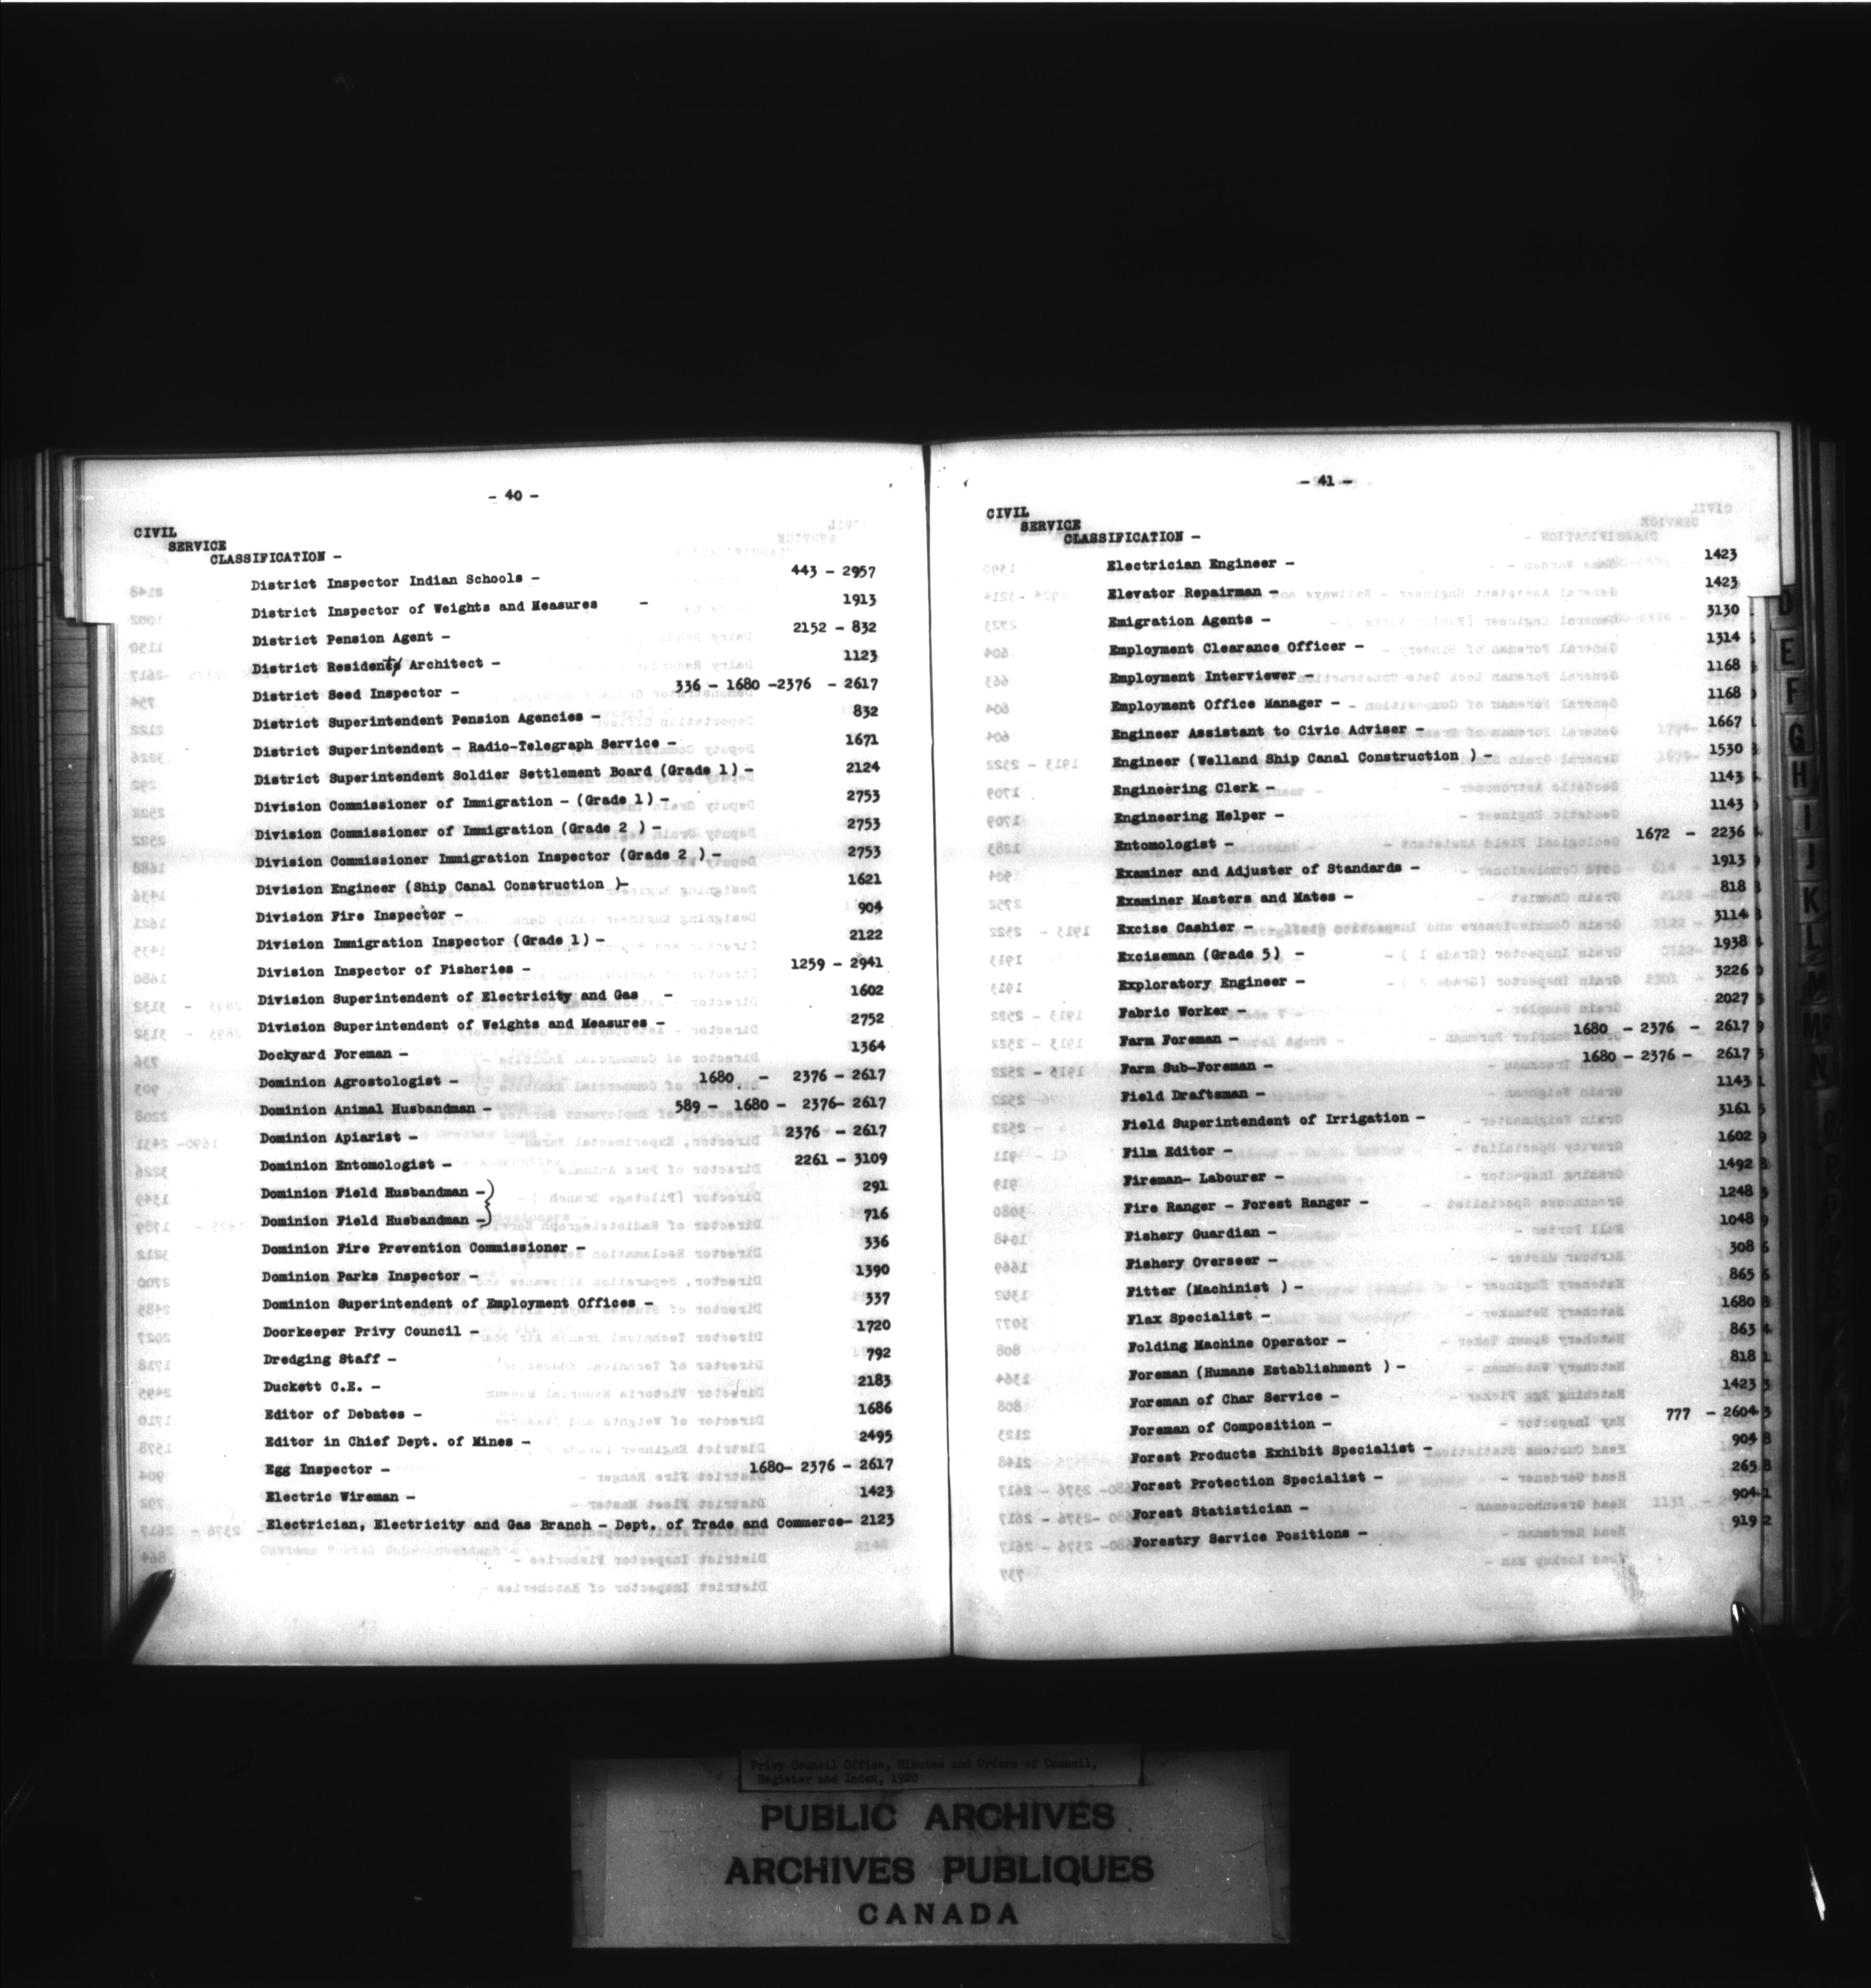 - 40 -
CIVIL
SERVICE
CLASSIFICATION -
District Inspector Indian Schools - 443 - 2957
District Inspector of Weights and Measures - 1913
District Pension Agent - 2152 - 832
District Resident Architect - 1123
District Seed Inspector - 336 - 1680 -2376 - 2617
District Superintendent Pension Agencies - 832
District Superintendent - Radio-Telegraph Service - 1671
District Superintendent Soldier Settlement Board (Grade 1) - 2124
Division Commissioner of Immigration - (Grade 1) - 2753
Division Commissioner of Immigration (Grade 2 ) - 2753
Division Commissioner Immigration Inspector (Grade 2 ) - 2753
Division Engineer (Ship Canal Construction )- 1621
Division Fire Inspector - 904
Division Immigration Inspector (Grade 1) - 2122
Division Inspector of Fisheries - 1259 - 2941
Division Superintendent of Electricity and Gas - 1602
Division Superintendent of Weights and Measures - 2752
Dockyard Foreman - 1364
Dominion Agrostologist - 1680 - 2376 - 2617
Dominion Animal Husbandman - 589 - 1680 - 2376- 2617
Dominion Apiarist - 2376 - 2617
Dominion Entomologist - 2261 - 3109
Dominion Field Husbandman -) 291
Dominion Field Husbandman -) 716
Dominion Fire Prevention Commissioner - 336
Dominion Parks Inspector - 1390
Dominion Superintendent of Employment Offices - 337
Doorkeeper Privy Council - 1720
Dredging Staff - 792
Duckett C.E. - 2183
Editor of Debates - 1686
Editor in Chief Dept. of Mines - 2495
Egg Inspector - 1680- 2376 - 2617
Electric Wireman - 1423
Electrician, Electricity and Gas Branch - Dept. of Trade and Commerce- 2123
- 41 -
CIVIL
SERVICE
CLASSIFICATION -
Electrician Engineer - 1423
Elevator Repairman - 1423
Emigration Agents - 3130
Employment Clearance Officer - 1314
Employment Interviewer - 1168
Employment Office Manager - 1168
Engineer Assistant to Civic Adviser - 1667
Engineer (Welland Ship Canal Construction ) - 1530
Engineering Clerk - 1143
Engineering Helper - 1143
Entomologist - 1672 - 2236
Examiner and Adjuster of Standards - 1913
Examiner Masters and Mates - 818
Excise Cashier - 3114
Exciseman (Grade 5) - 1938
Exploratory Engineer - 3226
Fabric Worker - 2027
Farm Foreman - 1680 - 2376 - 2617
Farm Sub-Foreman - 1680 - 2376 - 2617
Field Draftsman - 1143
Field Superintendent of Irrigation - 3161
Film Editor - 1602
Fireman- Labourer - 1492
Fire Ranger - Forest Ranger - 1248
Fishery Guardian - 1048
Fishery Overseer - 308
Fitter (Machinist ) - 865
Flax Specialist - 1680
Folding Machine Operator - 863
Foreman (Humane Establishment ) - 818
Foreman of Char Service - 1423
Foreman of Composition - 777 - 2604
Forest Products Exhibit Specialist - 904
Forest Protection Specialist - 265
Forest Statistician - 904
Forestry Service Positions - 919
D
E
F
G
H
I
J
K
L
M
N
Privy Council Office, Minutes and Orders of Council,
Register and Index, 1920
PUBLIC ARCHIVES
ARCHIVES PUBLIQUES
CANADA